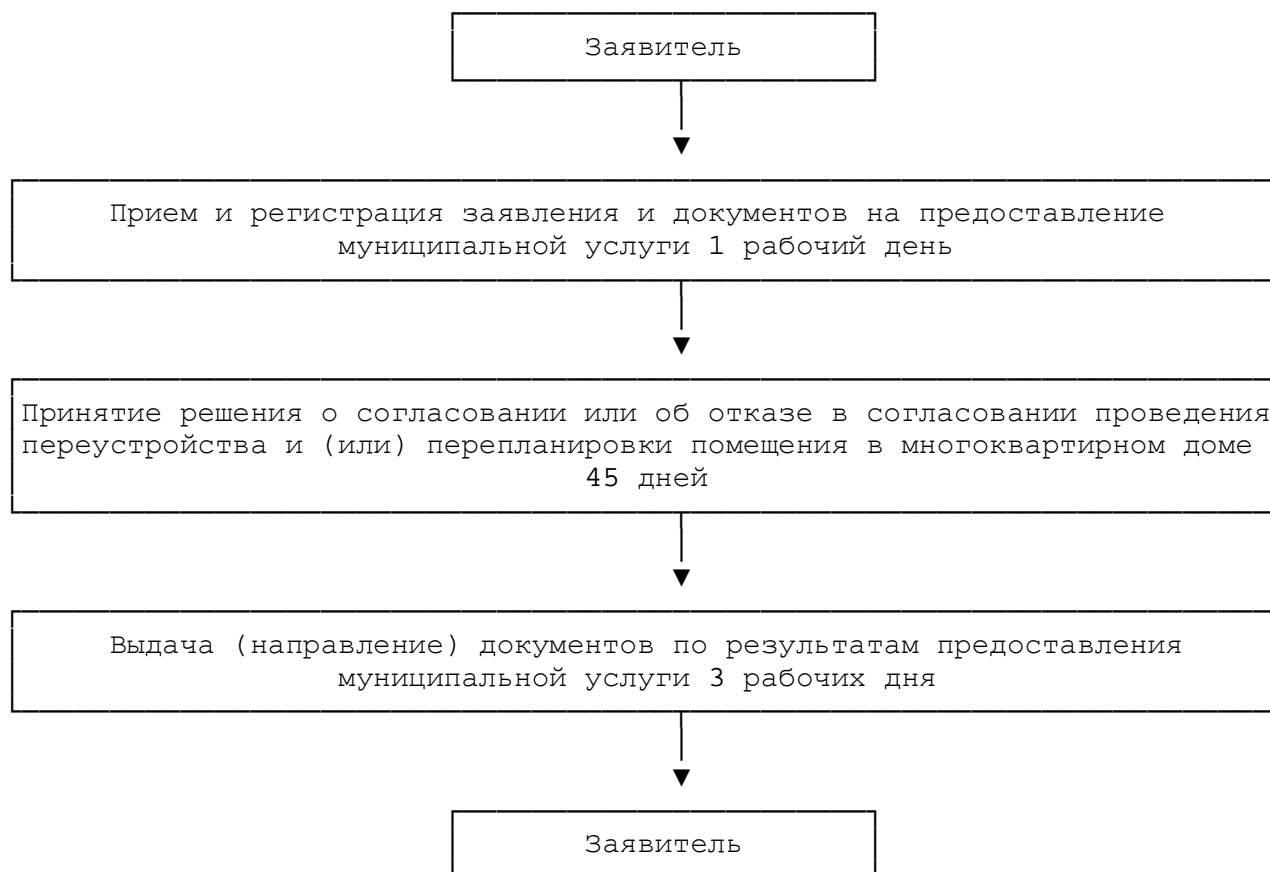 Заявитель
Прием и регистрация заявления и документов на предоставление
муниципальной услуги 1 рабочий день
Принятие решения о согласовании или об отказе в согласовании проведения
переустройства и (или) перепланировки помещения в многоквартирном доме
45 дней
Выдача (направление) документов по результатам предоставления
муниципальной услуги 3 рабочих дня
Заявитель